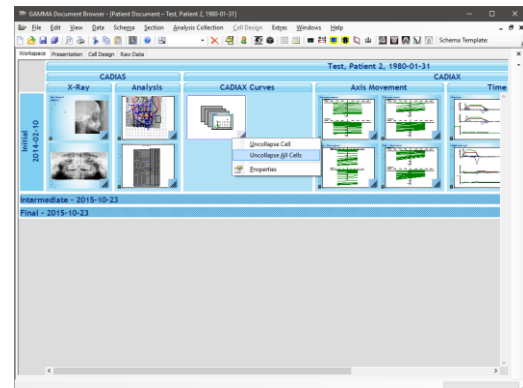 GAMMA Document Browser - [Patient Document - Test, Patient 2, 1980-01-31]
File Edit View Data Schema Section Analysis Collection Cell Design Extras Windows Help
Schema Template:
Workspace Presentation Cell Design Raw Data
Test, Patient 2, 1980-01-31
CADIAS CADIAX
X-Ray Analysis CADIAX Curves Axis Movement Time
Initial
2014-02-10
Uncollapse Cell
Uncollapse All Cells
Properties
Intermediate - 2015-10-23
Final - 2015-10-23